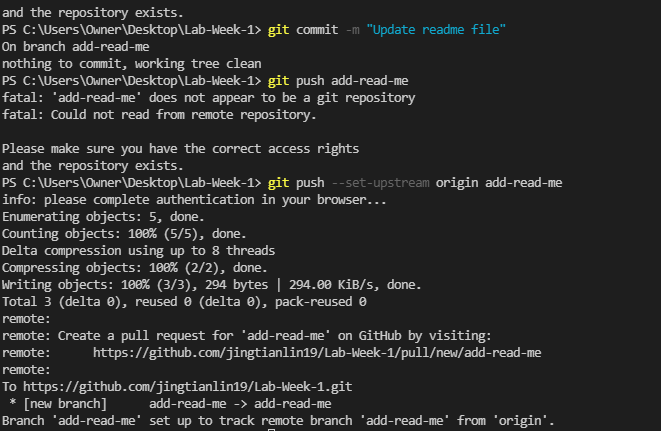 and the repository exists.
PS C:\Users\Owner\Desktop\Lab-Week-1> git commit -m "Update readme file"
On branch add-read-me
nothing to commit, working tree clean
PS C:\Users\Owner\Desktop\Lab-Week-1> git push add-read-me
fatal: 'add-read-me' does not appear to be a git repository
fatal: Could not read from remote repository.

Please make sure you have the correct access rights
and the repository exists.
PS C:\Users\Owner\Desktop\Lab-Week-1> git push --set-upstream origin add-read-me
info: please complete authentication in your browser...
Enumerating objects: 5, done.
Counting objects: 100% (5/5), done.
Delta compression using up to 8 threads
Compressing objects: 100% (2/2), done.
Writing objects: 100% (3/3), 294 bytes | 294.00 KiB/s, done.
Total 3 (delta 0), reused 0 (delta 0), pack-reused 0
remote:
remote: Create a pull request for 'add-read-me' on GitHub by visiting:
remote:      https://github.com/jingtianlin19/Lab-Week-1/pull/new/add-read-me
remote:
To https://github.com/jingtianlin19/Lab-Week-1.git
 * [new branch]      add-read-me -> add-read-me
Branch 'add-read-me' set up to track remote branch 'add-read-me' from 'origin'.